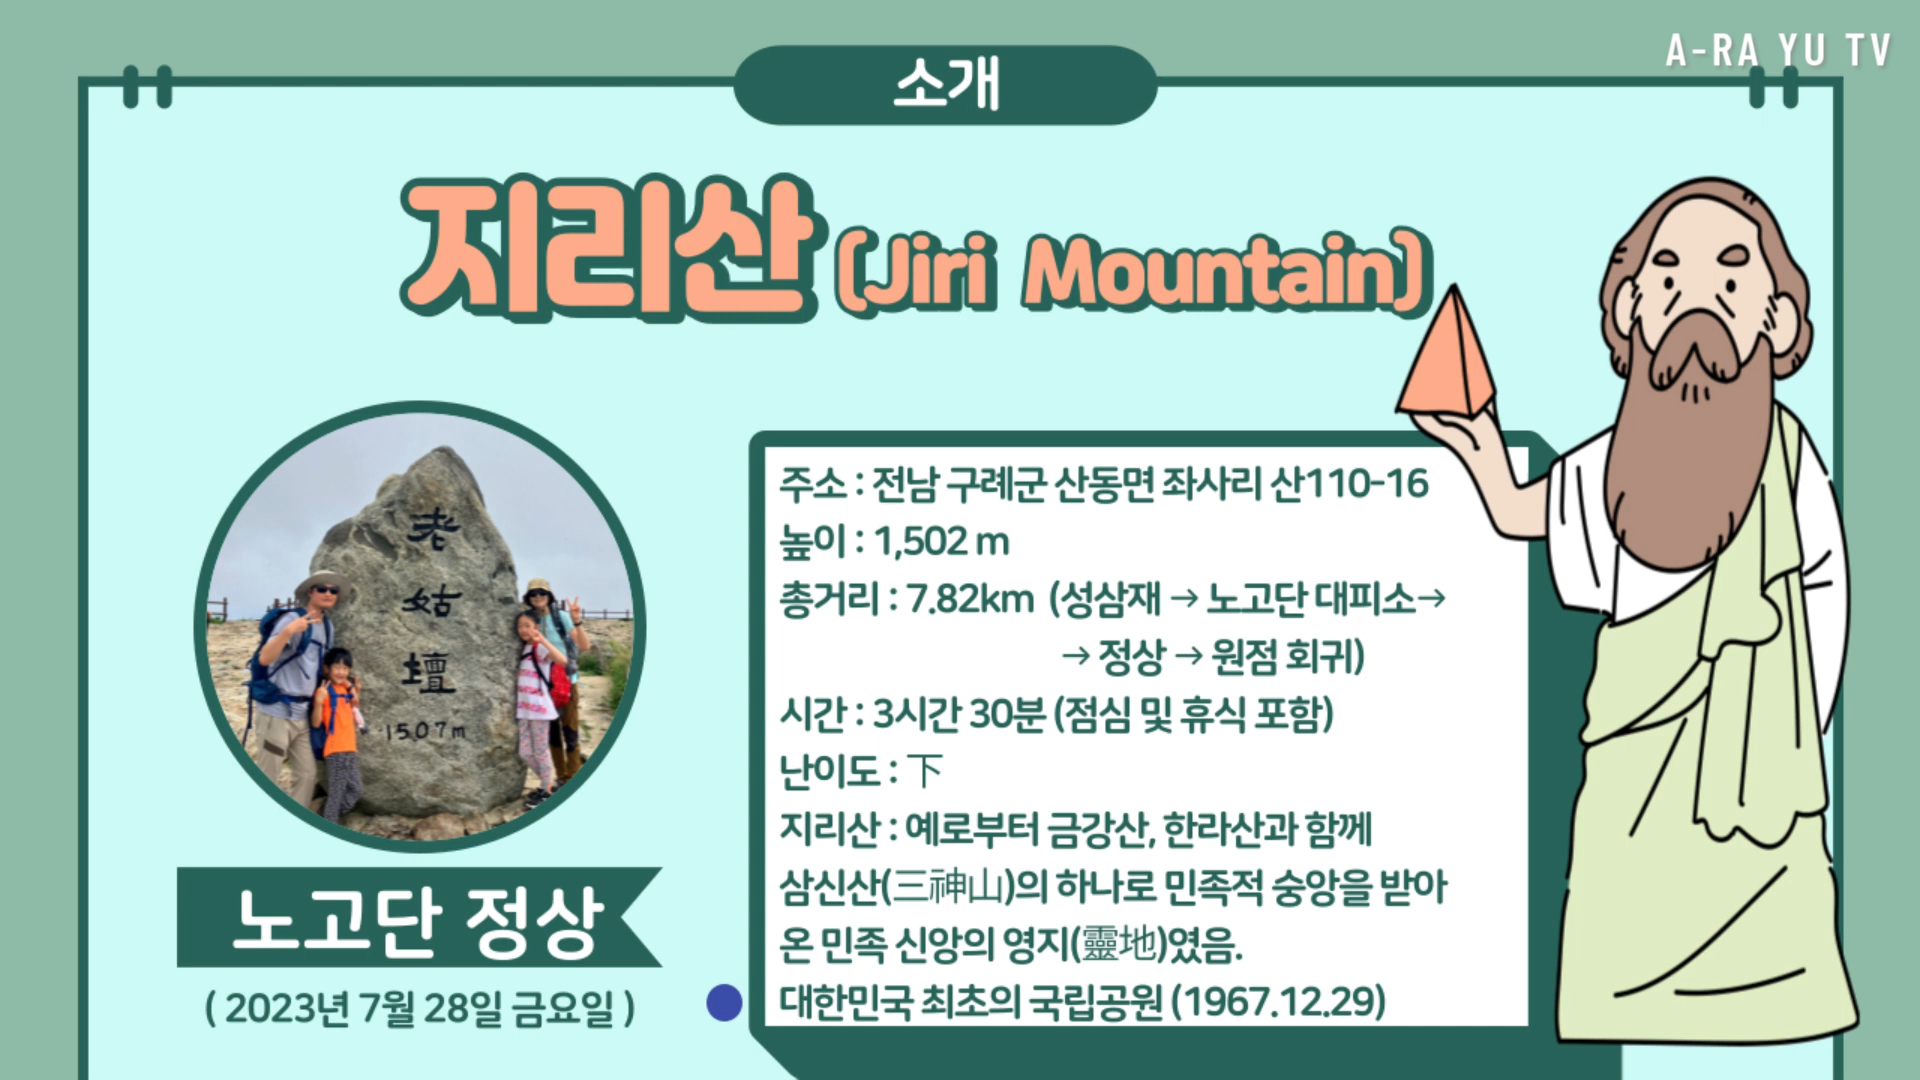 A-RA YU TV
소개
지리산 (Jiri Mountain)
老
姑
壇
1507m
노고단 정상
( 2023년 7월 28일 금요일 )
주소 : 전남 구례군 산동면 좌사리 산110-16
높이 : 1,502 m
총거리 : 7.82km (성삼재 → 노고단 대피소→
→ 정상 → 원점 회귀)
시간 : 3시간 30분 (점심 및 휴식 포함)
난이도 : 下
지리산 : 예로부터 금강산, 한라산과 함께
삼신산(三神山)의 하나로 민족적 숭앙을 받아
온 민족 신앙의 영지(靈地)였음.
대한민국 최초의 국립공원 (1967.12.29)